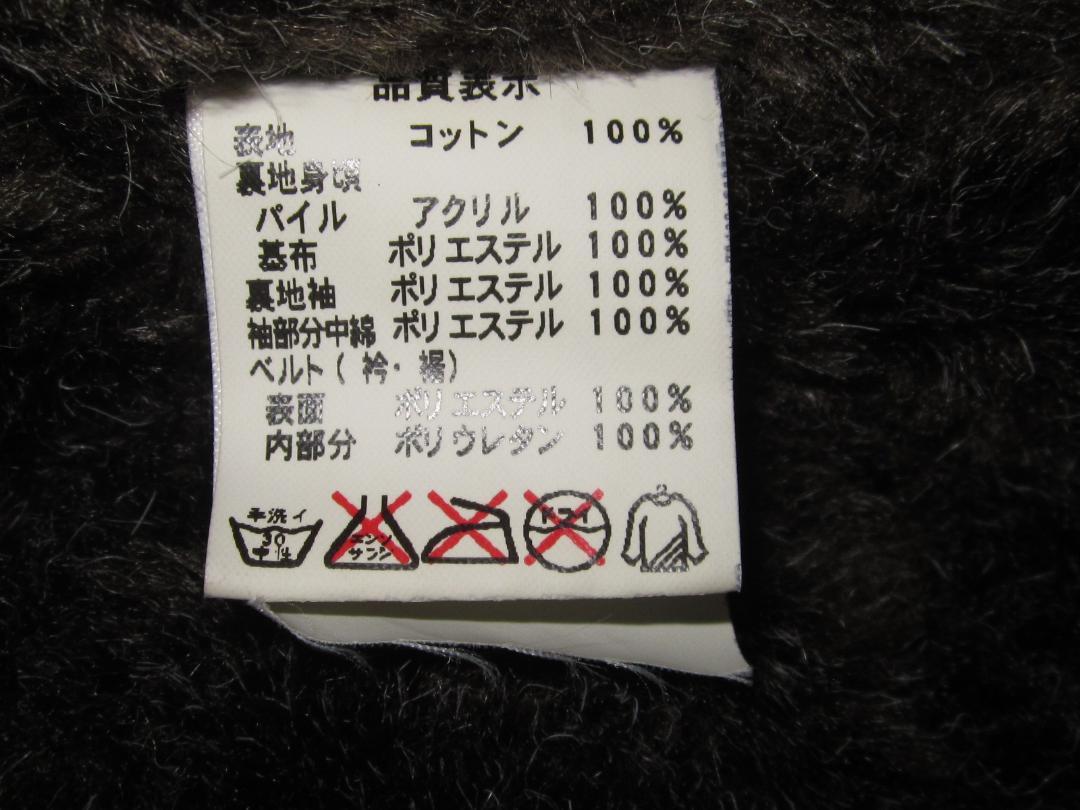 品質表示
表地 コットン 100%
裏地身頃
パイル アクリル 100%
基布 ポリエステル 100%
裏地袖 ポリエステル 100%
袖部分中綿 ポリエステル 100%
ベルト(衿・裾)
表面 ポリエステル 100%
内部分 ポリウレタン 100%
手洗イ
30
中性
エンソ
サラシ
ドライ